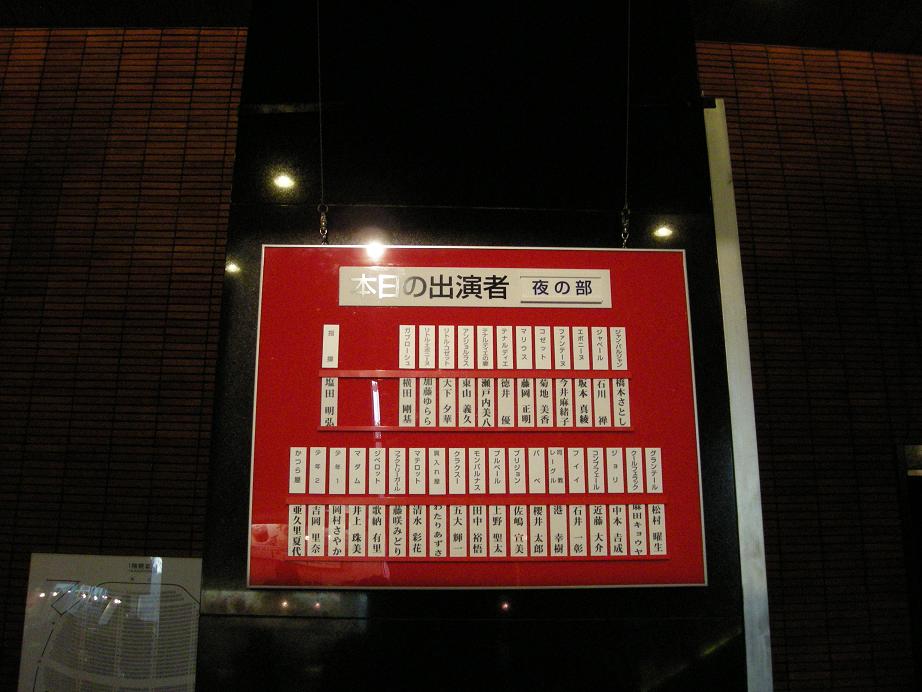 本日の出演者 夜の部
ジャンバルジャン 橋本さとし
ジャベール 石川 禅
エポニーヌ 坂本 真綾
ファンテーヌ 今井麻緒子
コゼット 菊地 美香
マリウス 藤岡 正明
テナルディエ 徳井 優
テナルディエの妻 瀬戸内美八
アンジョルラス 東山 義久
リトルコゼット 大下 夕華
リトルエポニーヌ 加藤ゆらら
ガブローシュ 横田 剛基
指揮 塩田 明弘
グランテール 松村 曜生
クールフェラック 麻田キョウヤ
ジョリ 中本 吉成
コンブフェール 近藤 大介
フイイ 石井 一彰
司教 レーグル 港 幸樹
バベ 櫻井 太郎
ブリジョン 佐嶋 宣美
プルベール 上野 聖太
モンパルナス 田中 裕悟
クラクスー 五大 輝一
買入れ屋 わたりあずさ
マテロット 清水 彩花
ファクトリーガール 藤咲みどり
ジベロット 歌納 有里
マダム 井上 珠美
少年1 岡村さやか
少年2 吉岡 里奈
かつら屋 亜久里夏代